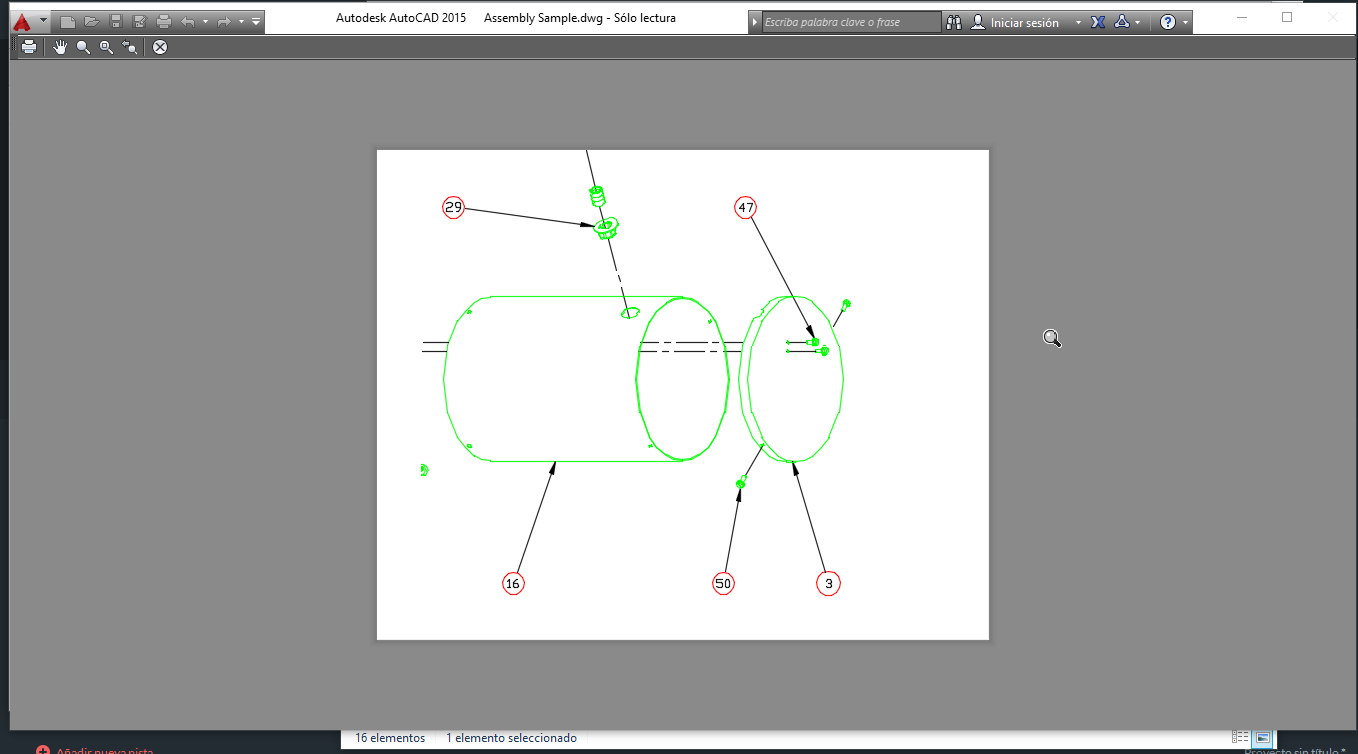 Autodesk AutoCAD 2015 Assembly Sample.dwg - Sólo lectura
Escriba palabra clave o frase
Iniciar sesión
29
47
16
50
3
16 elementos 1 elemento seleccionado
Añadir nueva pista
Proyecto sin título *